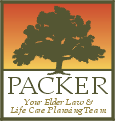 PACKER
Your Elder Law &
Life Care Planning Team